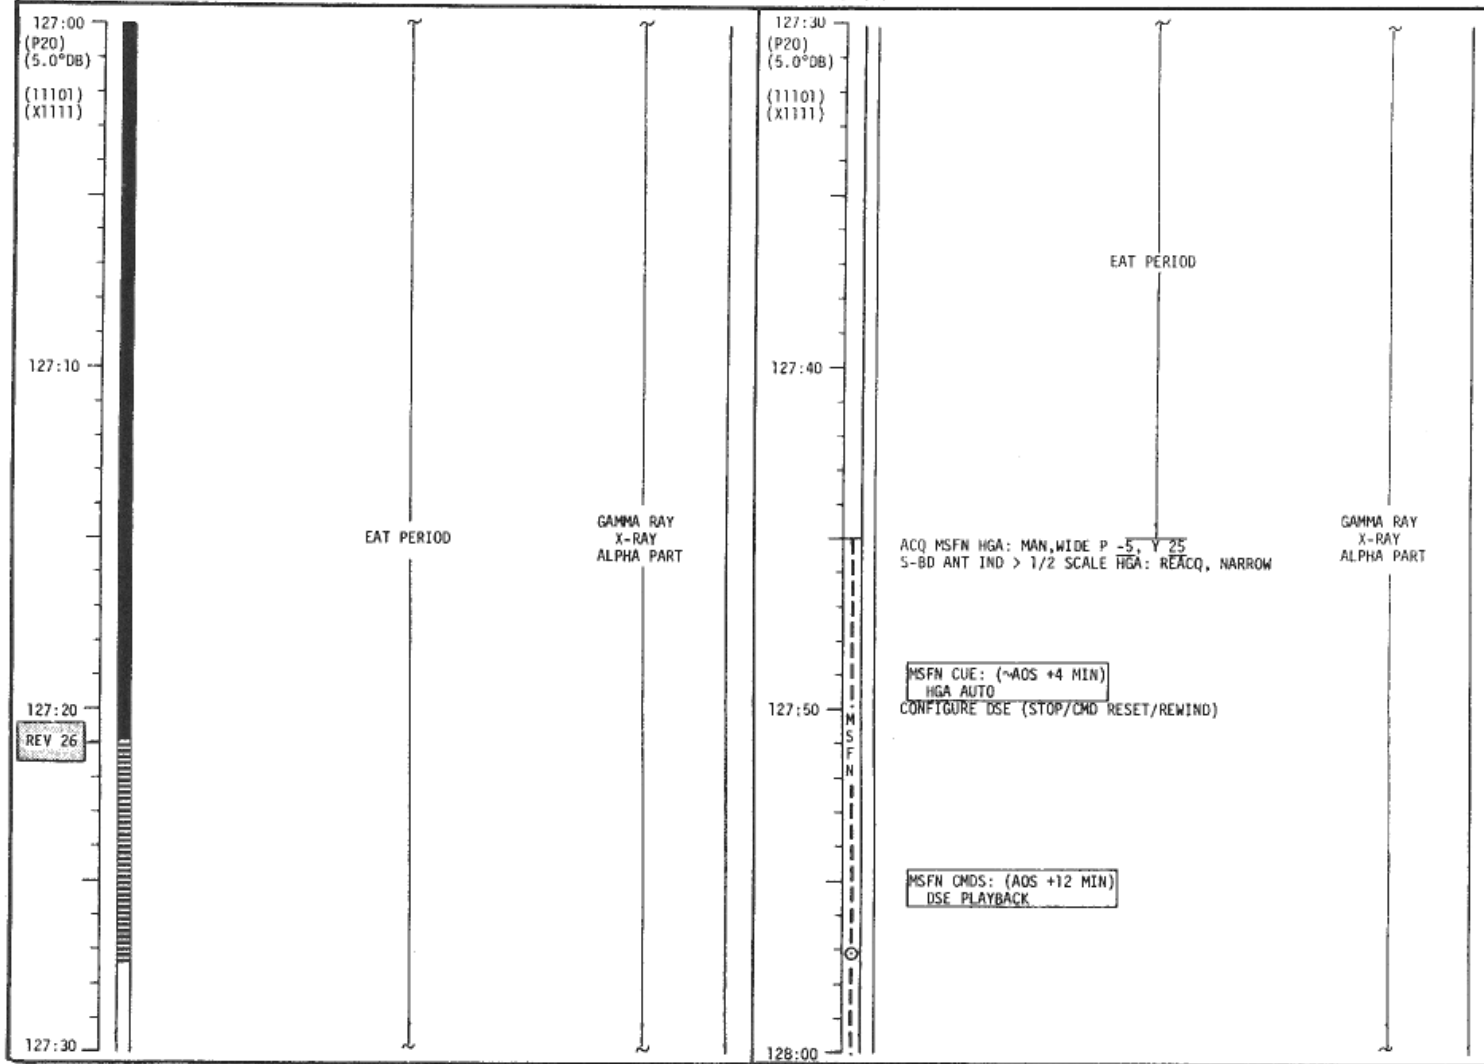 127:00
(P20)
(5.0°DB)
(11101)
(X1111)
127:10
EAT PERIOD
GAMMA RAY
X-RAY
ALPHA PART
127:20
REV 26
127:30
127:30
(P20)
(5.0°DB)
(11101)
(X1111)
EAT PERIOD
127:40
ACQ MSFN HGA: MAN,WIDE P -5, Y 25
S-BD ANT IND > 1/2 SCALE HGA: REACQ, NARROW
GAMMA RAY
X-RAY
ALPHA PART
MSFN CUE: (~AOS +4 MIN)
HGA AUTO
127:50
CONFIGURE DSE (STOP/CMD RESET/REWIND)
MSFN
MSFN CMDS: (AOS +12 MIN)
DSE PLAYBACK
128:00